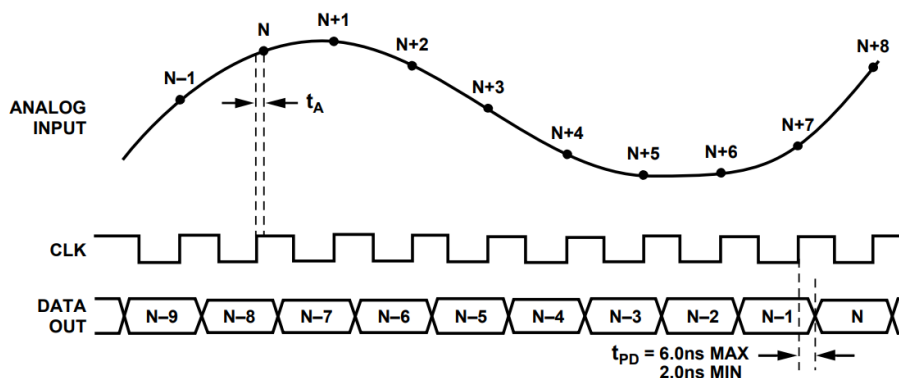 N+1
N
N+2
N+8
N–1
ANALOG
INPUT
tA
N+3
N+7
N+4
N+5
N+6
CLK
DATA
OUT
N–9
N–8
N–7
N–6
N–5
N–4
N–3
N–2
N–1
N
tPD = 6.0ns MAX
2.0ns MIN